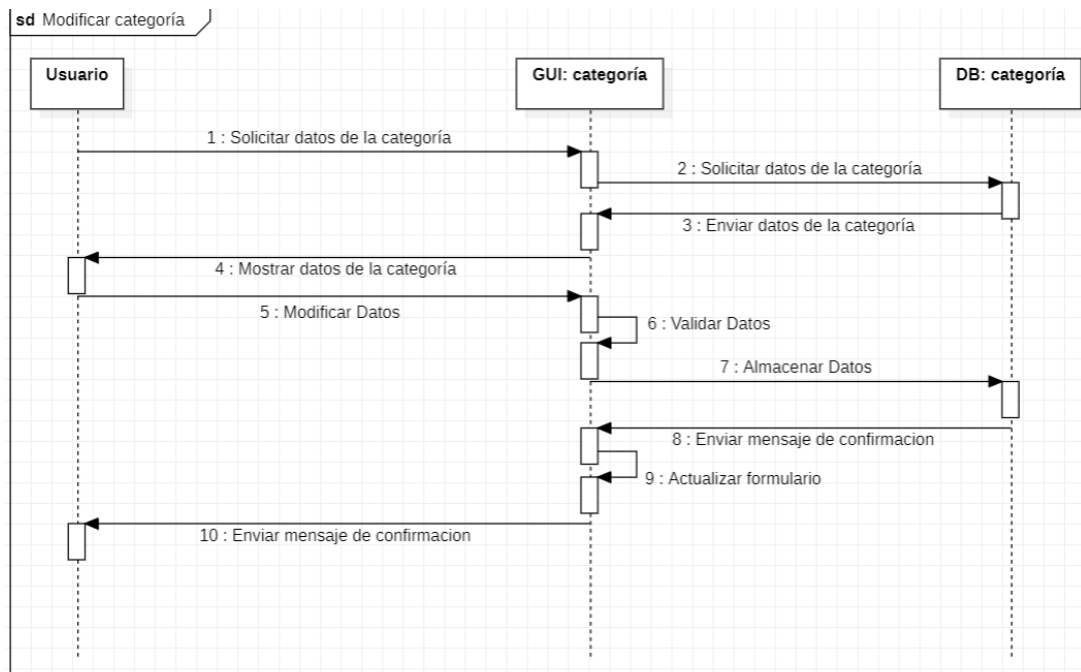 sd Modificar categoría
Usuario
GUI: categoría
DB: categoría
1 : Solicitar datos de la categoría
2 : Solicitar datos de la categoría
3 : Enviar datos de la categoría
4 : Mostrar datos de la categoría
5 : Modificar Datos
6 : Validar Datos
7 : Almacenar Datos
8 : Enviar mensaje de confirmacion
9 : Actualizar formulario
10 : Enviar mensaje de confirmacion